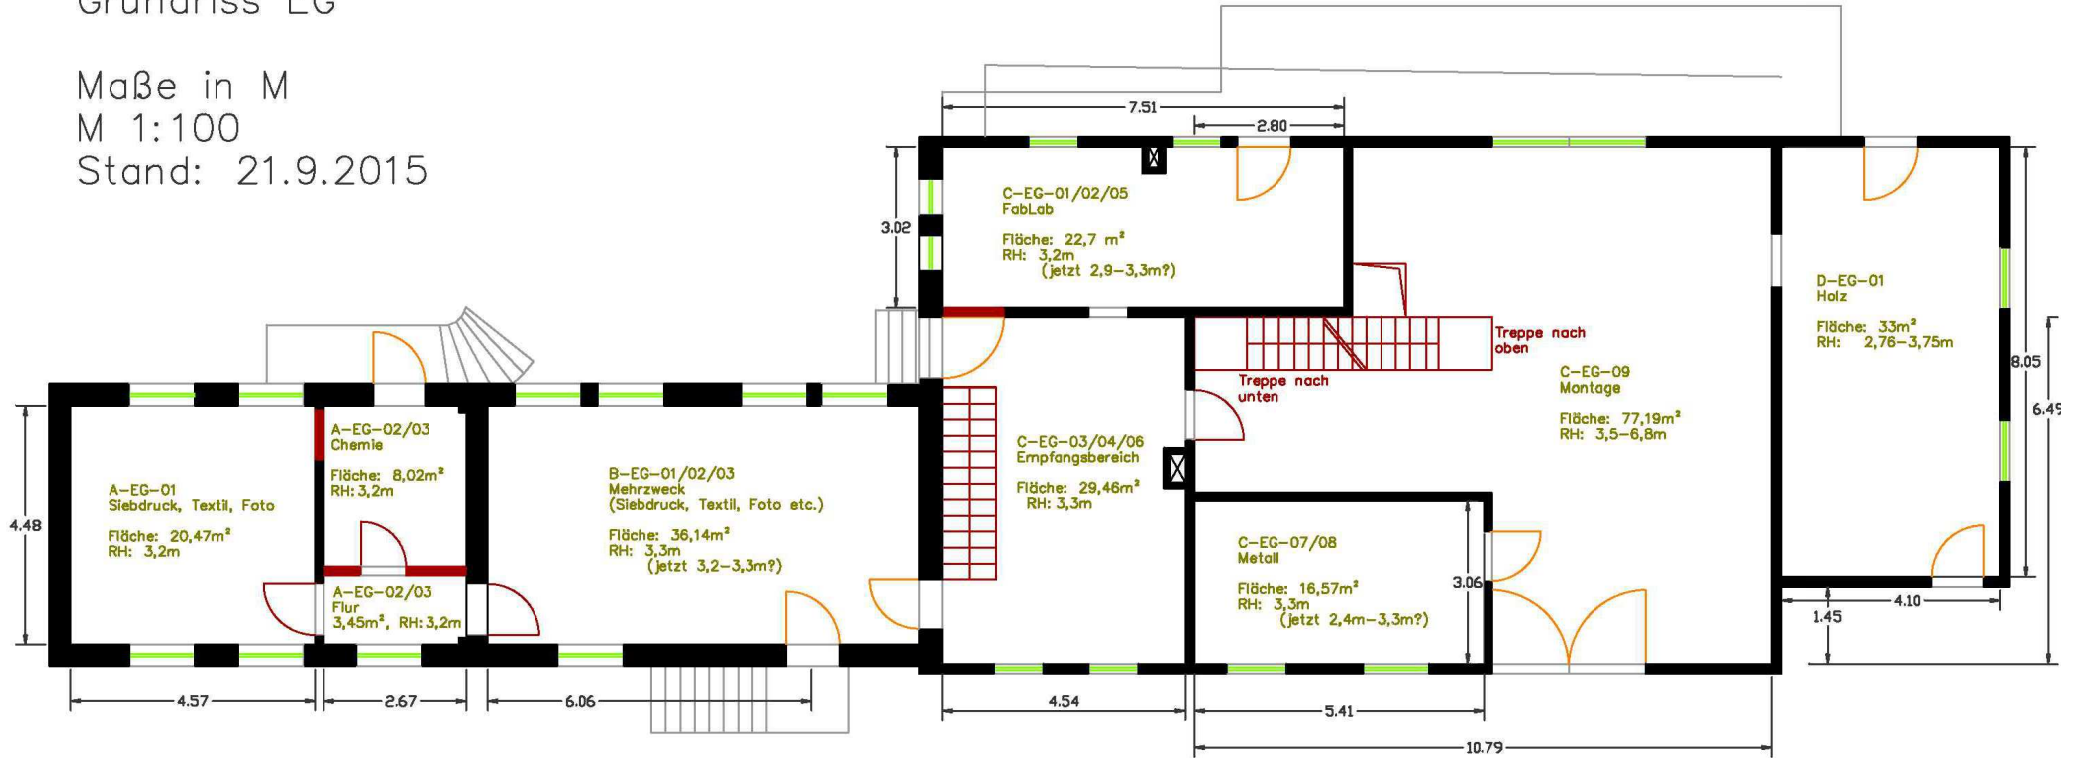 Grundriss EG
Maße in M
M 1:100
Stand: 21.9.2015
7.51
2.80
3.02
C-EG-01/02/05
FabLab
Fläche: 22,7 m²
RH: 3,2m
(jetzt 2,9-3,3m?)
D-EG-01
Holz
Fläche: 33m²
RH: 2,76-3,75m
8.05
6.49
Treppe nach
oben
Treppe nach
unten
C-EG-09
Montage
Fläche: 77,19m²
RH: 3,5-6,8m
A-EG-02/03
Chemie
Fläche: 8,02m²
RH: 3,2m
C-EG-03/04/06
Empfangsbereich
Fläche: 29,46m²
RH: 3,3m
B-EG-01/02/03
Mehrzweck
(Siebdruck, Textil, Foto etc.)
Fläche: 36,14m²
RH: 3,3m
(jetzt 3,2-3,3m?)
A-EG-01
Siebdruck, Textil, Foto
Fläche: 20,47m²
RH: 3,2m
4.48
C-EG-07/08
Metall
Fläche: 16,57m²
RH: 3,3m
(jetzt 2,4m-3,3m?)
3.06
A-EG-02/03
Flur
3,45m², RH: 3,2m
4.10
1.45
4.57
2.67
6.06
4.54
5.41
10.79